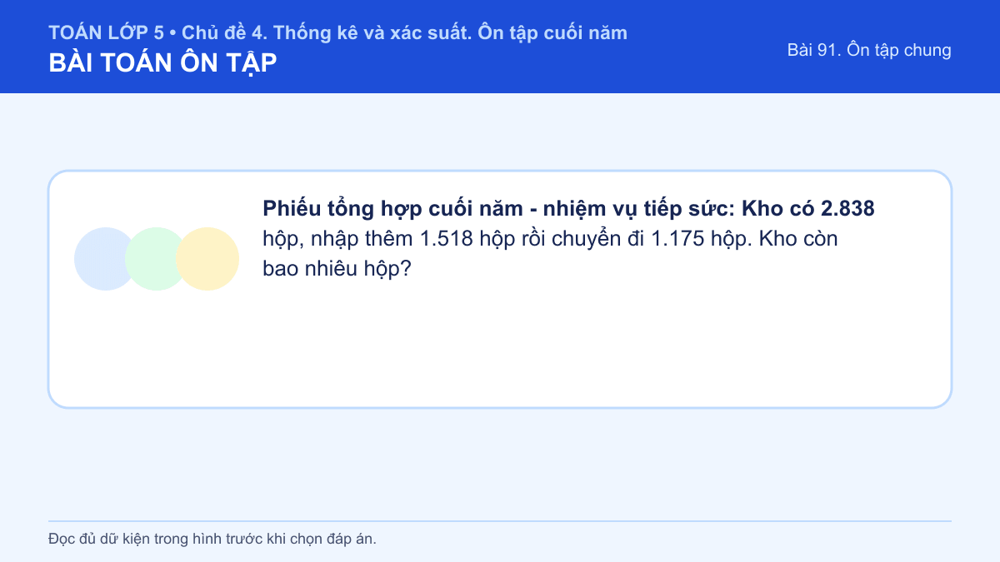 TOÁN LỚP 5 • Chủ đề 4. Thống kê và xác suất. Ôn tập cuối năm
BÀI TOÁN ÔN TẬP
Bài 91. Ôn tập chung
Phiếu tổng hợp cuối năm - nhiệm vụ tiếp sức: Kho có 2.838
hộp, nhập thêm 1.518 hộp rồi chuyển đi 1.175 hộp. Kho còn
bao nhiêu hộp?
Đọc đủ dữ kiện trong hình trước khi chọn đáp án.